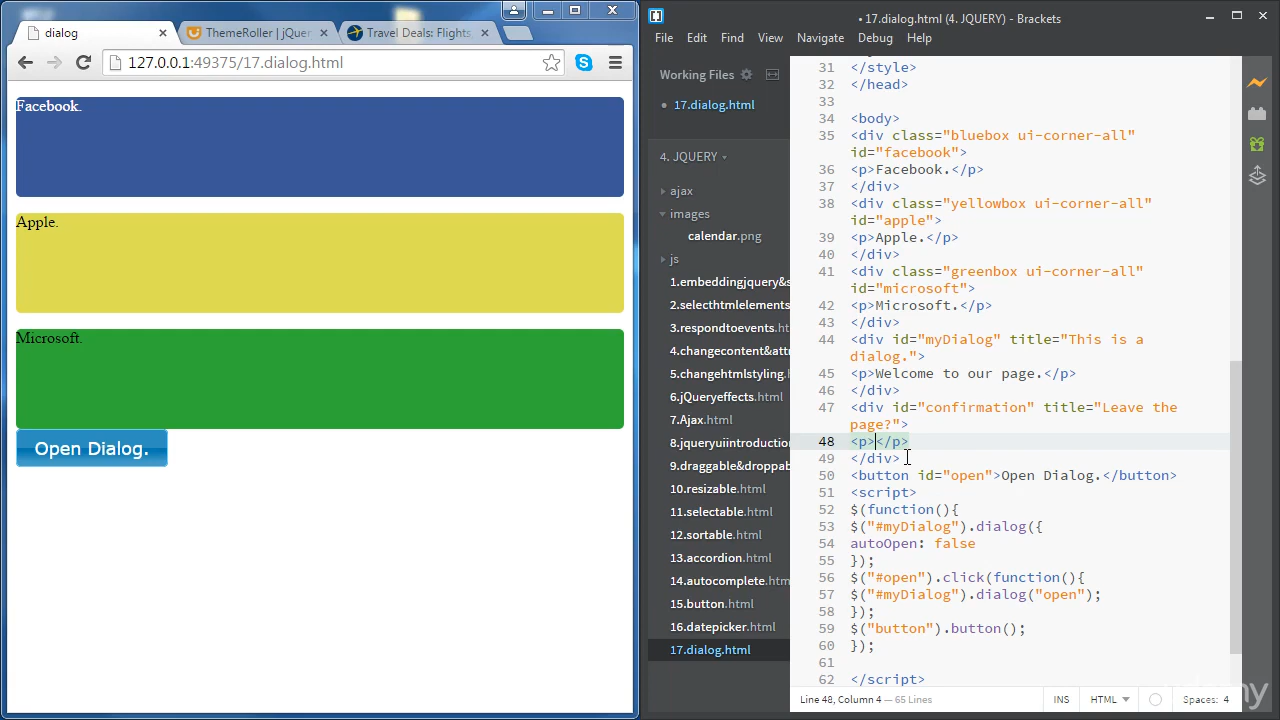 dialog
ThemeRoller | jQuer
Travel Deals: Flights,
127.0.0.1:49375/17.dialog.html
Facebook.
Apple.
Microsoft.
Open Dialog.
• 17.dialog.html (4. JQUERY) - Brackets
File Edit Find View Navigate Debug Help
Working Files
17.dialog.html
4. JQUERY
ajax
images
calendar.png
js
1.embeddingjquery&s
2.selecthtmlelements
3.respondtoevents.ht
4.changecontent&att
5.changehtmlstyling.
6.jQueryeffects.html
7.Ajax.html
8.jqueryuiintroduction
9.draggable&droppab
10.resizable.html
11.selectable.html
12.sortable.html
13.accordion.html
14.autocomplete.htm
15.button.html
16.datepicker.html
17.dialog.html
31 </style>
32 </head>
33
34 <body>
35 <div class="bluebox ui-corner-all"
id="facebook">
36 <p>Facebook.</p>
37 </div>
38 <div class="yellowbox ui-corner-all"
id="apple">
39 <p>Apple.</p>
40 </div>
41 <div class="greenbox ui-corner-all"
id="microsoft">
42 <p>Microsoft.</p>
43 </div>
44 <div id="myDialog" title="This is a
dialog.">
45 <p>Welcome to our page.</p>
46 </div>
47 <div id="confirmation" title="Leave the
page?">
48 <p></p>
49 </div>
50 <button id="open">Open Dialog.</button>
51 <script>
52 $(function(){
53 $("#myDialog").dialog({
54 autoOpen: false
55 });
56 $("#open").click(function(){
57 $("#myDialog").dialog("open");
58 });
59 $("button").button();
60 });
61
62 </script>
Line 48, Column 4 — 65 Lines
INS
HTML
Spaces: 4